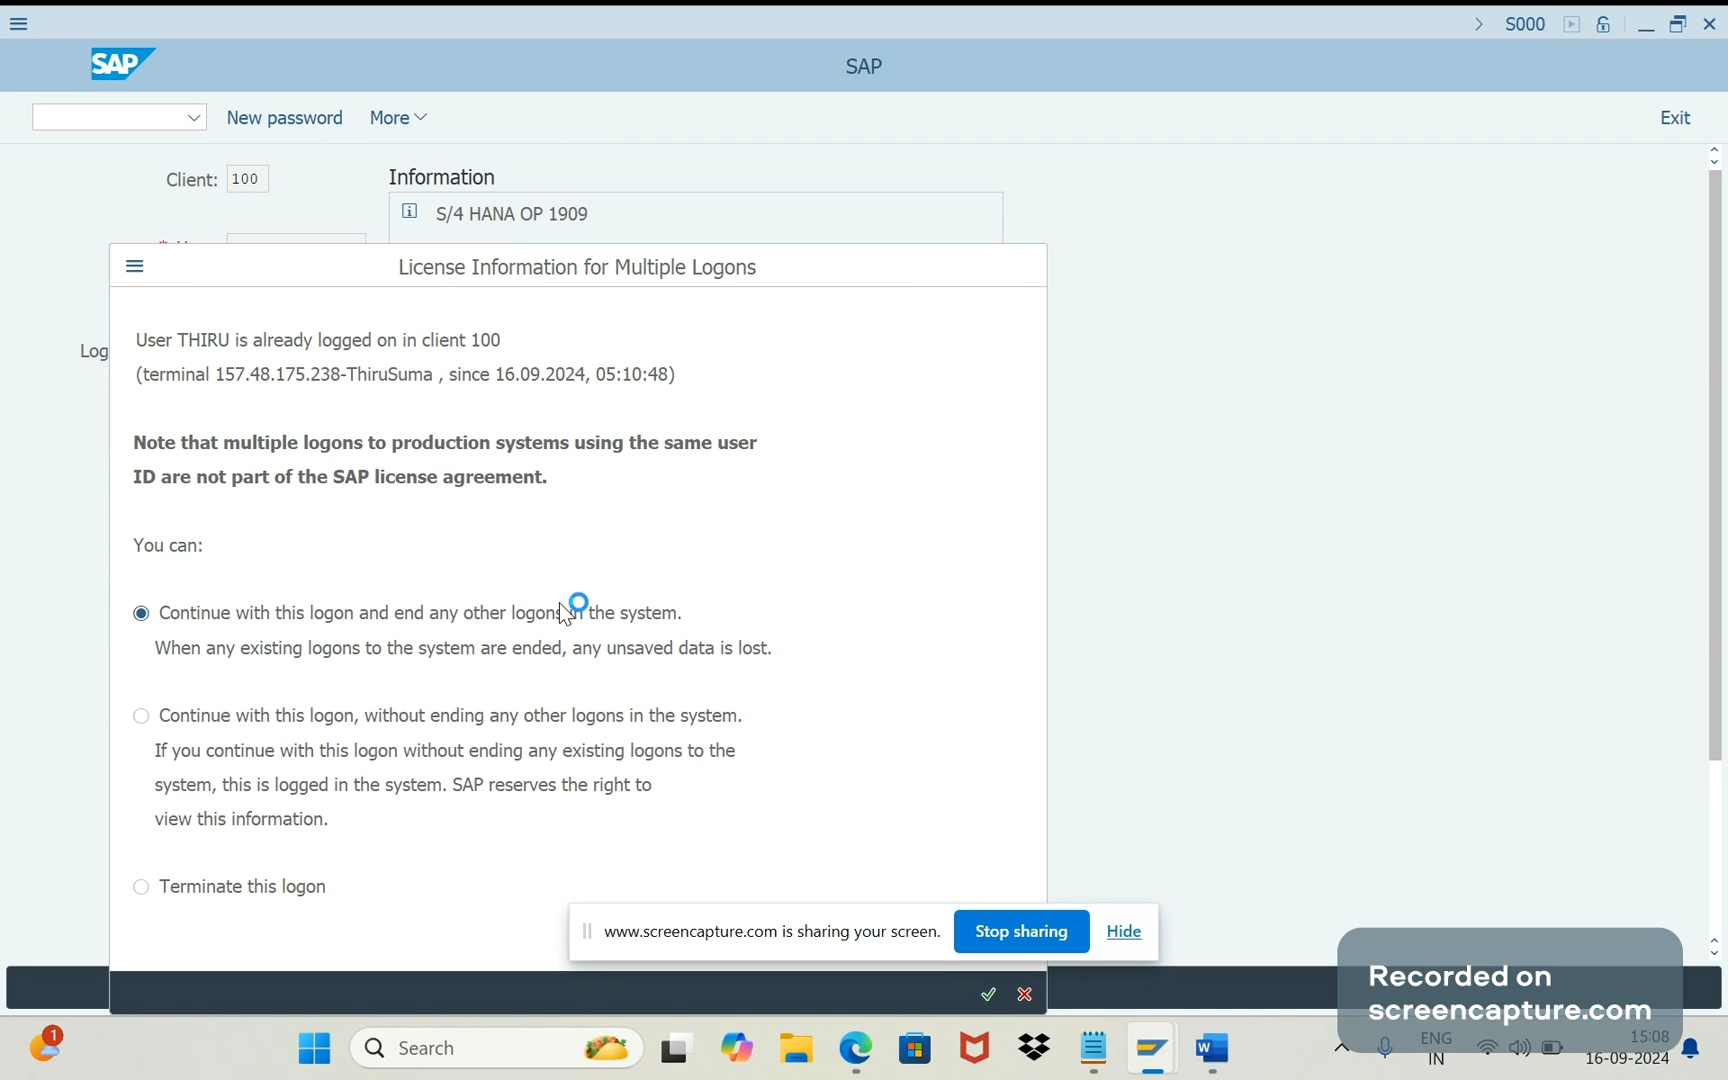 S000
SAP
SAP
New password
More
Exit
Client: 100
Information
S/4 HANA OP 1909
License Information for Multiple Logons
User THIRU is already logged on in client 100
Log
(terminal 157.48.175.238-ThiruSuma , since 16.09.2024, 05:10:48)
Note that multiple logons to production systems using the same user
ID are not part of the SAP license agreement.
You can:
Continue with this logon and end any other logons in the system.
When any existing logons to the system are ended, any unsaved data is lost.
Continue with this logon, without ending any other logons in the system.
If you continue with this logon without ending any existing logons to the
system, this is logged in the system. SAP reserves the right to
view this information.
Terminate this logon
www.screencapture.com is sharing your screen.
Stop sharing
Hide
Recorded on
screencapture.com
1
Search
ENG
IN
15:08
16-09-2024